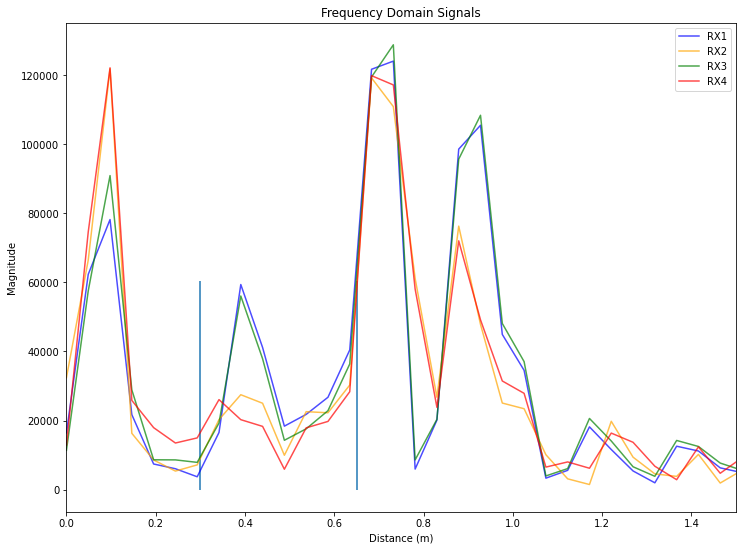 Frequency Domain Signals
RX1
RX2
RX3
RX4
120000
100000
80000
60000
40000
20000
0
Magnitude
0.0 0.2 0.4 0.6 0.8 1.0 1.2 1.4
Distance (m)